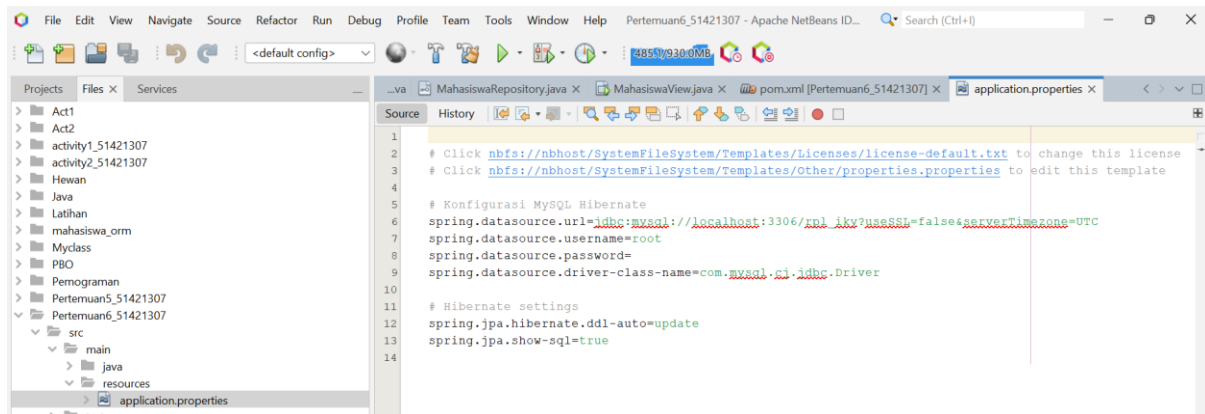 File Edit View Navigate Source Refactor Run Debug Profile Team Tools Window Help Pertemuan6_51421307 - Apache NetBeans ID... Search (Ctrl+I)
<default config> 485.1/930.0MB
Projects Files Services
...va MahasiswaRepository.java MahasiswaView.java pom.xml [Pertemuan6_51421307] application.properties
Source History
Act1
Act2
activity1_51421307
activity2_51421307
Hewan
Java
Latihan
mahasiswa_orm
Myclass
PBO
Pemograman
Pertemuan5_51421307
Pertemuan6_51421307
src
main
java
resources
application.properties
1
2 # Click nbfs://nbhost/SystemFileSystem/Templates/Licenses/license-default.txt to change this license
3 # Click nbfs://nbhost/SystemFileSystem/Templates/Other/properties.properties to edit this template
4
5 # Konfigurasi MySQL Hibernate
6 spring.datasource.url=jdbc:mysql://localhost:3306/rpl_iky?useSSL=false&serverTimezone=UTC
7 spring.datasource.username=root
8 spring.datasource.password=
9 spring.datasource.driver-class-name=com.mysql.cj.jdbc.Driver
10
11 # Hibernate settings
12 spring.jpa.hibernate.ddl-auto=update
13 spring.jpa.show-sql=true
14